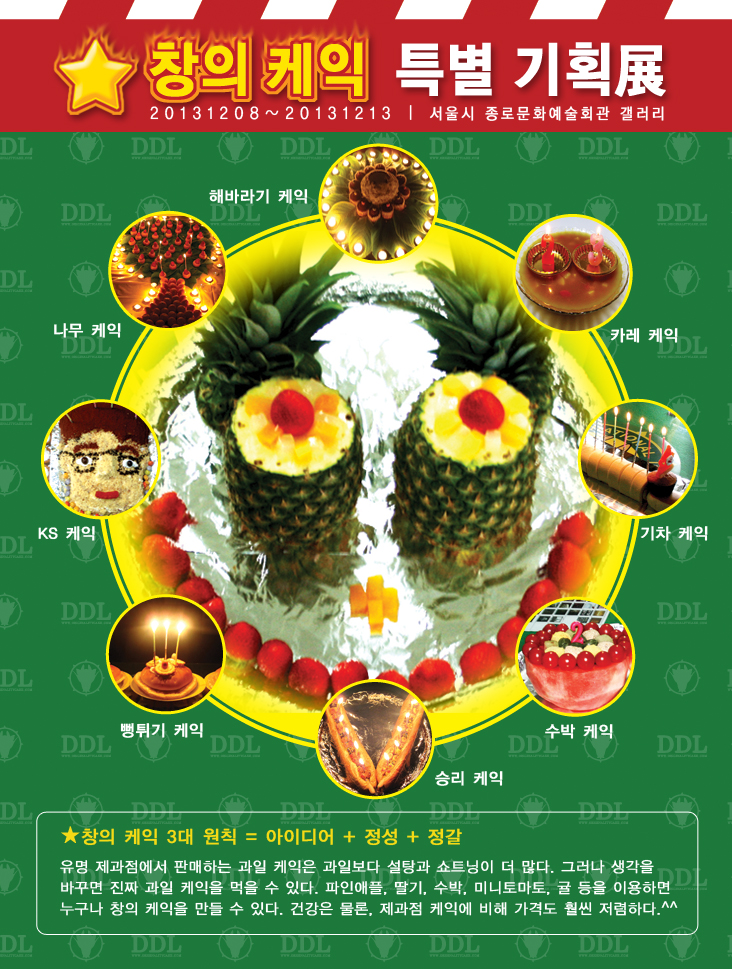 창의 케익 특별 기획展
20131208~20131213 | 서울시 종로문화예술회관 갤러리
해바라기 케익
나무 케익
카레 케익
KS 케익
기차 케익
뻥튀기 케익
수박 케익
2
승리 케익
★창의 케익 3대 원칙 = 아이디어 + 정성 + 정갈
유명 제과점에서 판매하는 과일 케익은 과일보다 설탕과 쇼트닝이 더 많다. 그러나 생각을
바꾸면 진짜 과일 케익을 먹을 수 있다. 파인애플, 딸기, 수박, 미니토마토, 귤 등을 이용하면
누구나 창의 케익을 만들 수 있다. 건강은 물론, 제과점 케익에 비해 가격도 훨씬 저렴하다.^^
DDL